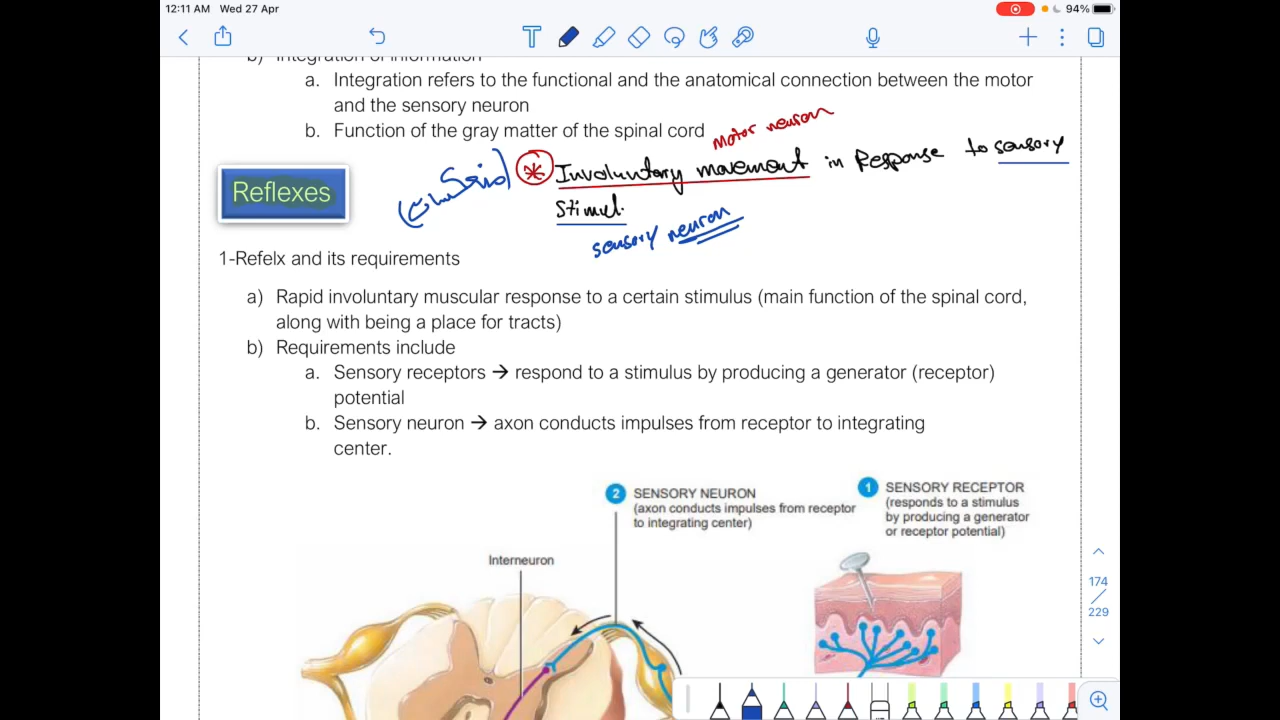 12:11 AM Wed 27 Apr
94%
b) Integration of information
a. Integration refers to the functional and the anatomical connection between the motor
and the sensory neuron
b. Function of the gray matter of the spinal cord
motor neuron
Reflexes
* Involuntary movement in Response to sensory
stimul.
sensory neuron
1-Refelx and its requirements
a) Rapid involuntary muscular response to a certain stimulus (main function of the spinal cord,
along with being a place for tracts)
b) Requirements include
a. Sensory receptors → respond to a stimulus by producing a generator (receptor)
potential
b. Sensory neuron → axon conducts impulses from receptor to integrating
center.
2 SENSORY NEURON
(axon conducts impulses from receptor
to integrating center)
1 SENSORY RECEPTOR
(responds to a stimulus
by producing a generator
or receptor potential)
Interneuron
174
/
229